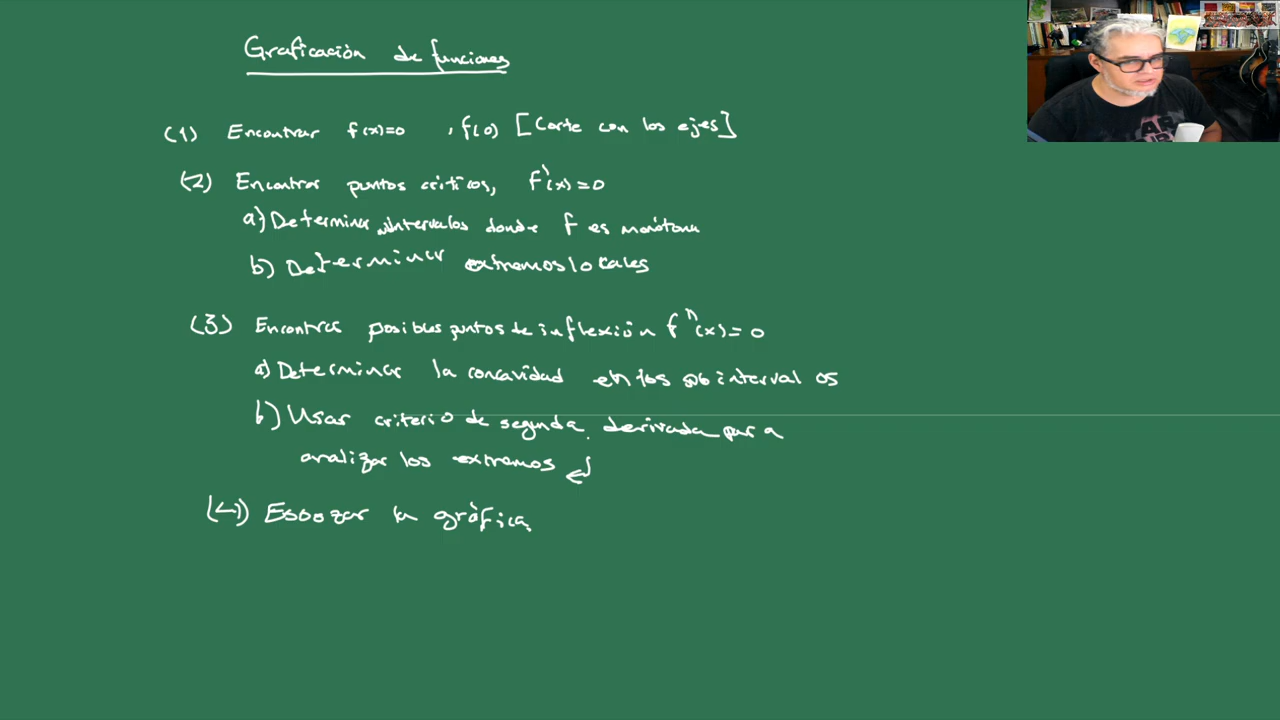 Graficación de funciones
(1) Encontrar f(x)=0 , f(0) [Corte con los ejes]
(2) Encontrar puntos criticos, f'(x)=0
a) Determinar intervalos donde f es monótona
b) Determinar extremos locales
(3) Encontrar posibles puntos de inflexión f''(x)=0
a) Determinar la concavidad en los subintervalos
b) Usar criterio de segunda derivada para
analizar los extremos
(4) Esbozar la gráfica